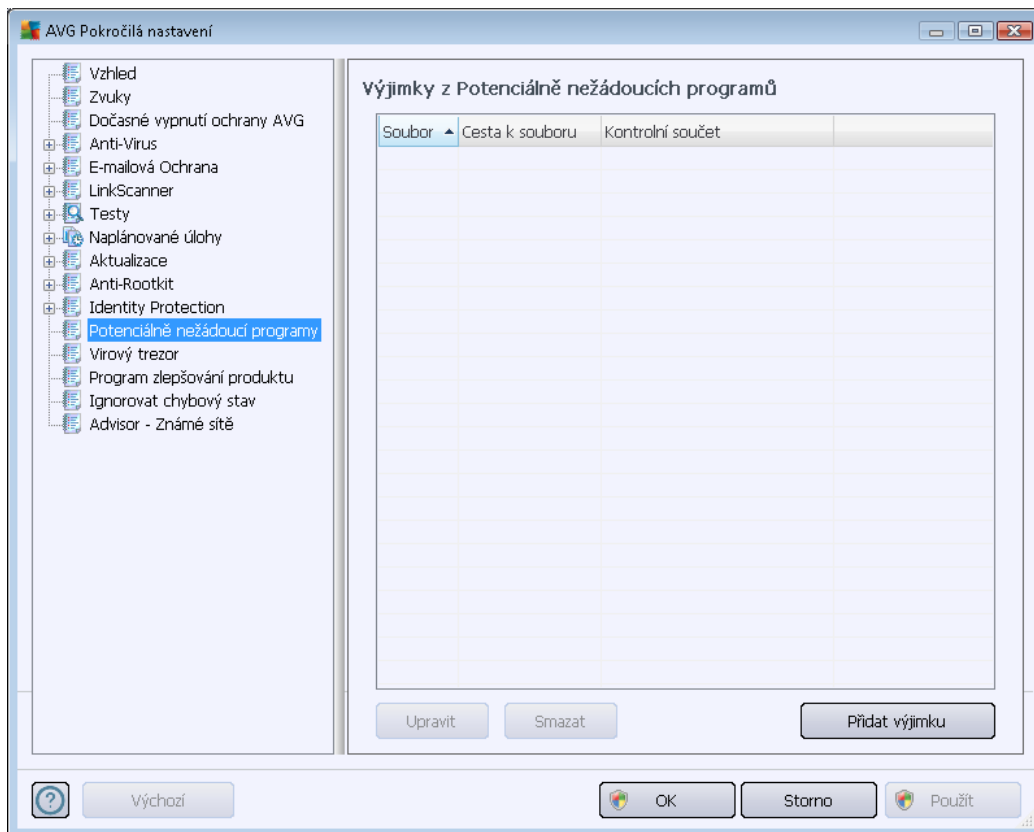 AVG Pokročilá nastavení
Vzhled
Zvuky
Dočasné vypnutí ochrany AVG
Anti-Virus
E-mailová Ochrana
LinkScanner
Testy
Naplánované úlohy
Aktualizace
Anti-Rootkit
Identity Protection
Potenciálně nežádoucí programy
Virový trezor
Program zlepšování produktu
Ignorovat chybový stav
Advisor - Známé sítě
Výjimky z Potenciálně nežádoucích programů
Soubor Cesta k souboru Kontrolní součet
Upravit Smazat Přidat výjimku
Výchozí OK Storno Použít